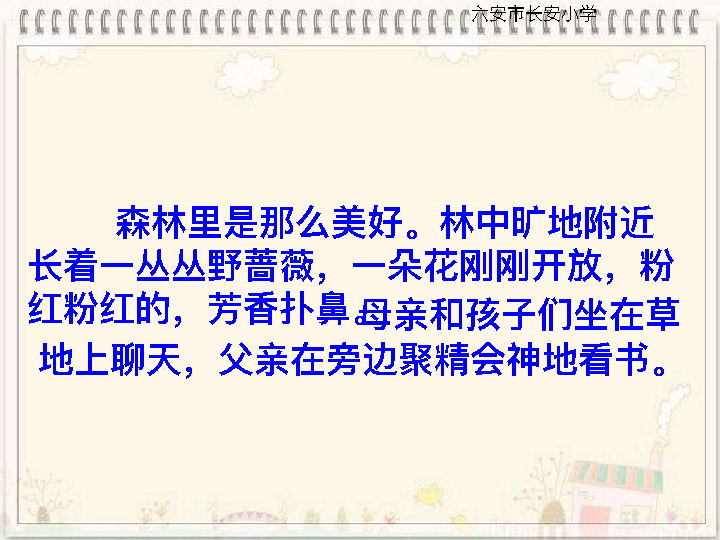 六安市长安小学
森林里是那么美好。林中旷地附近
长着一丛丛野蔷薇，一朵花刚刚开放，粉
红粉红的，芳香扑鼻。母亲和孩子们坐在草
地上聊天，父亲在旁边聚精会神地看书。